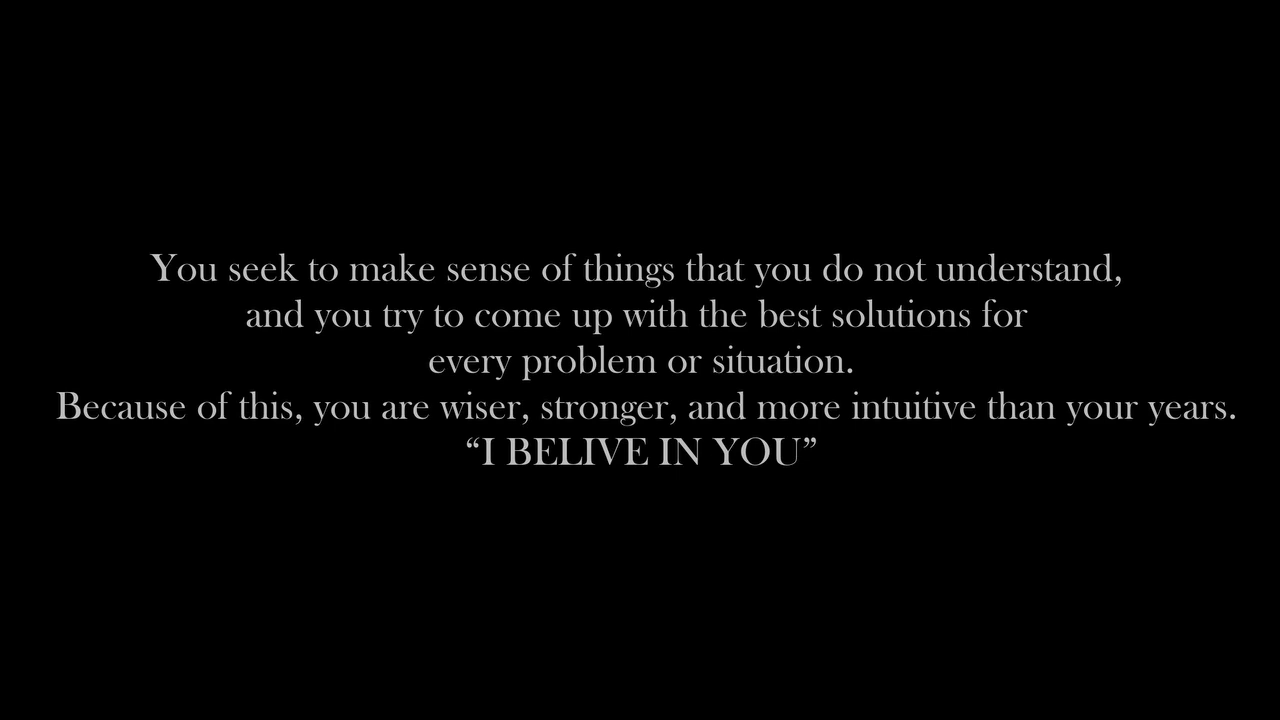 You seek to make sense of things that you do not understand,
and you try to come up with the best solutions for
every problem or situation.
Because of this, you are wiser, stronger, and more intuitive than your years.
“I BELIVE IN YOU”